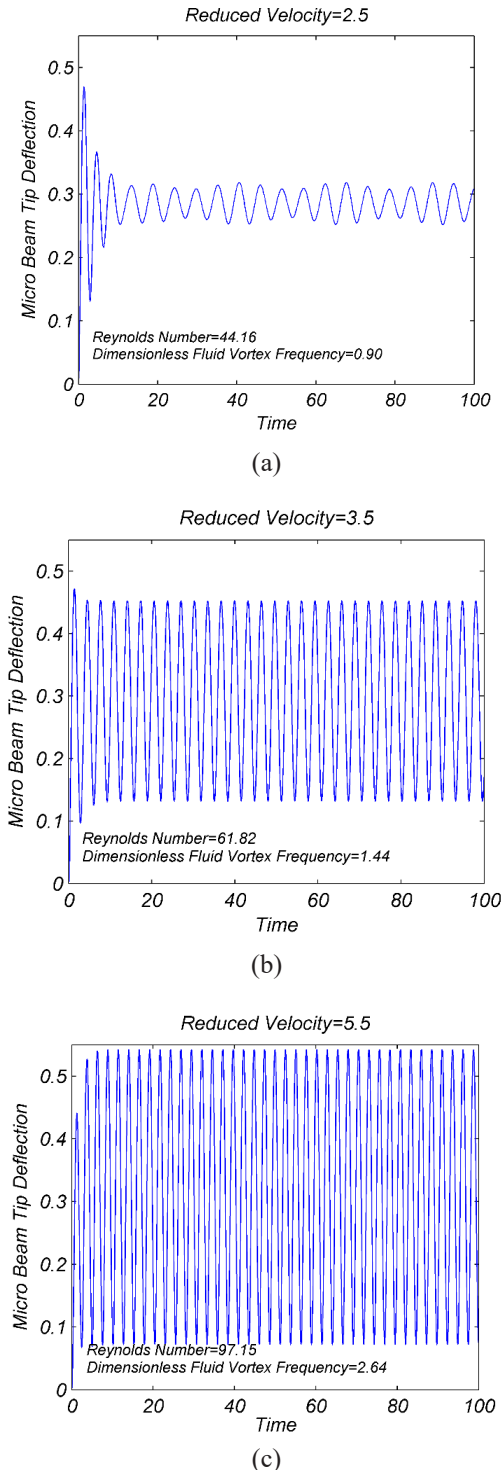 Reduced Velocity=2.5
0.5
0.4
0.3
0.2
0.1
0
Micro Beam Tip Deflection
Reynolds Number=44.16
Dimensionless Fluid Vortex Frequency=0.90
0 20 40 60 80 100
Time
(a)
Reduced Velocity=3.5
0.5
0.4
0.3
0.2
0.1
0
Micro Beam Tip Deflection
Reynolds Number=61.82
Dimensionless Fluid Vortex Frequency=1.44
0 20 40 60 80 100
Time
(b)
Reduced Velocity=5.5
0.5
0.4
0.3
0.2
0.1
0
Micro Beam Tip Deflection
Reynolds Number=97.15
Dimensionless Fluid Vortex Frequency=2.64
0 20 40 60 80 100
Time
(c)